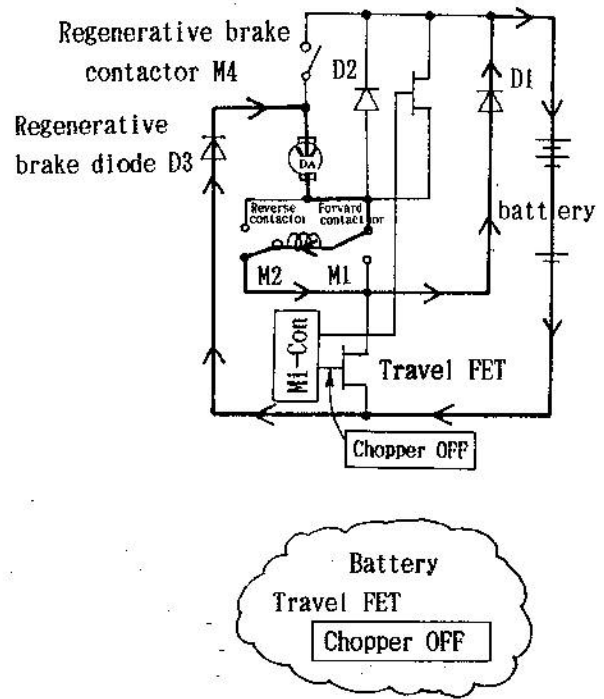 Regenerative brake
contactor M4
D2
D1
Regenerative
brake diode D3
DA
Reverse
contactor
Forward
contactor
battery
M2
M1
Mi-Con
Travel FET
Chopper OFF
Battery
Travel FET
Chopper OFF